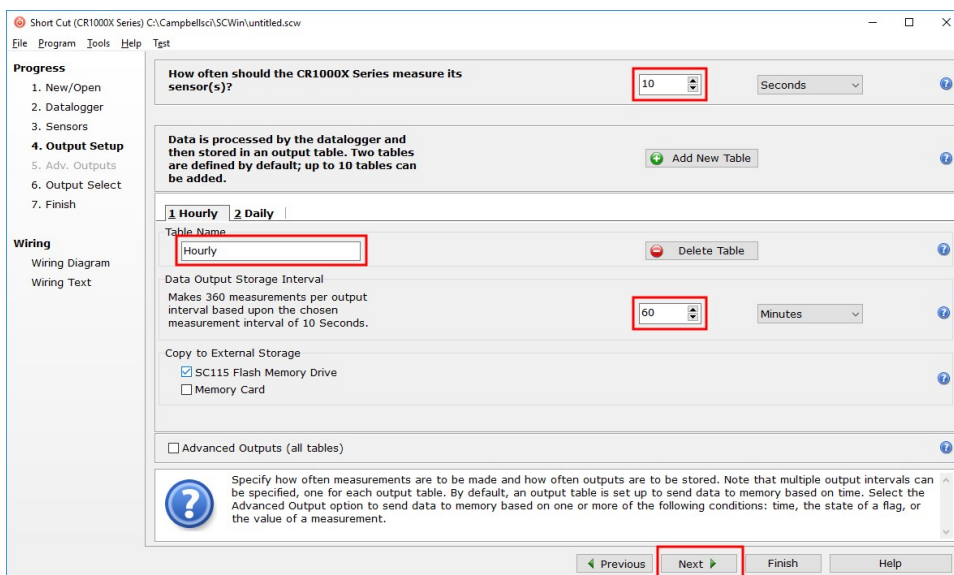 Short Cut (CR1000X Series) C:\Campbellsci\SCWin\untitled.scw
File Program Tools Help Test
Progress
1. New/Open
2. Datalogger
3. Sensors
4. Output Setup
5. Adv. Outputs
6. Output Select
7. Finish
Wiring
Wiring Diagram
Wiring Text
How often should the CR1000X Series measure its
sensor(s)?
10
Seconds
Data is processed by the datalogger and
then stored in an output table. Two tables
are defined by default; up to 10 tables can
be added.
Add New Table
1 Hourly 2 Daily
Table Name
Hourly
Delete Table
Data Output Storage Interval
Makes 360 measurements per output
interval based upon the chosen
measurement interval of 10 Seconds.
60
Minutes
Copy to External Storage
SC115 Flash Memory Drive
Memory Card
Advanced Outputs (all tables)
Specify how often measurements are to be made and how often outputs are to be stored. Note that multiple output intervals can
be specified, one for each output table. By default, an output table is set up to send data to memory based on time. Select the
Advanced Output option to send data to memory based on one or more of the following conditions: time, the state of a flag, or
the value of a measurement.
Previous Next Finish Help